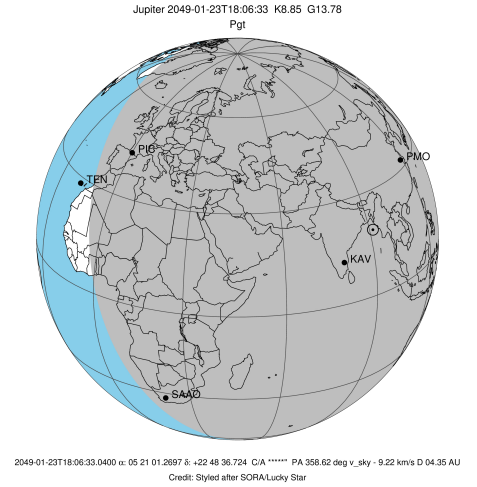 Jupiter 2049-01-23T18:06:33 K8.85 G13.78
Pgt
PIC
PMO
TEN
KAV
SAAO
2049-01-23T18:06:33.0400 α: 05 21 01.2697 δ: +22 48 36.724 C/A *****" PA 358.62 deg v_sky - 9.22 km/s D 04.35 AU
Credit: Styled after SORA/Lucky Star